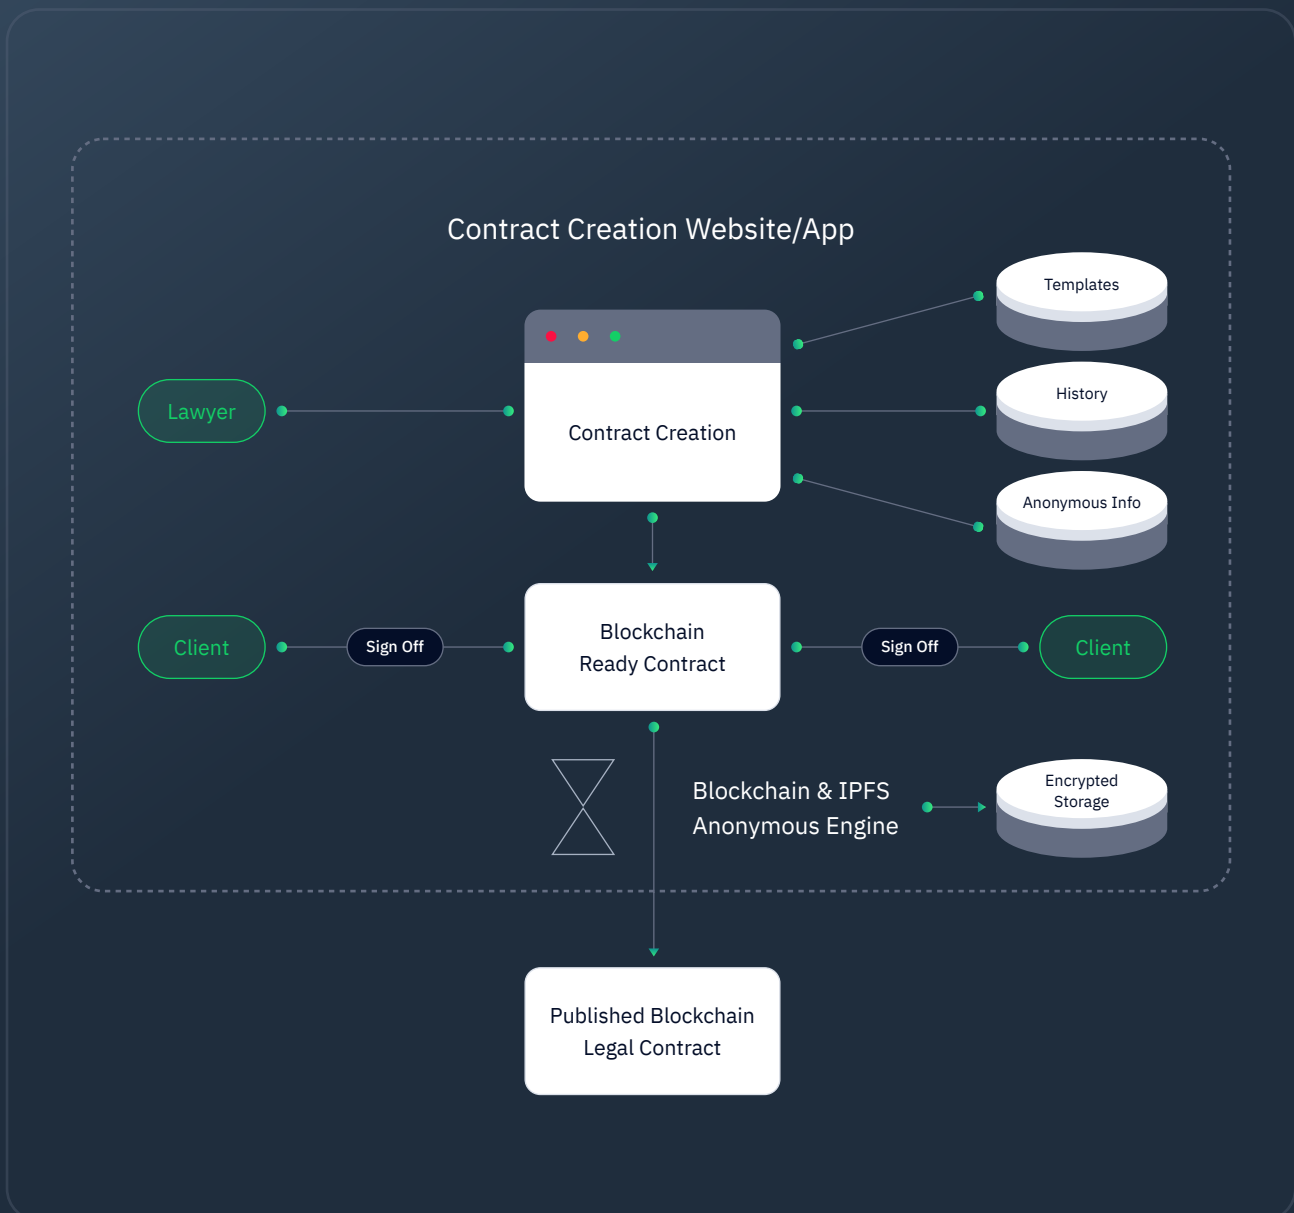 Contract Creation Website/App
Templates
Lawyer
Contract Creation
History
Anonymous Info
Client
Sign Off
Blockchain
Ready Contract
Sign Off
Client
Blockchain & IPFS
Anonymous Engine
Encrypted
Storage
Published Blockchain
Legal Contract